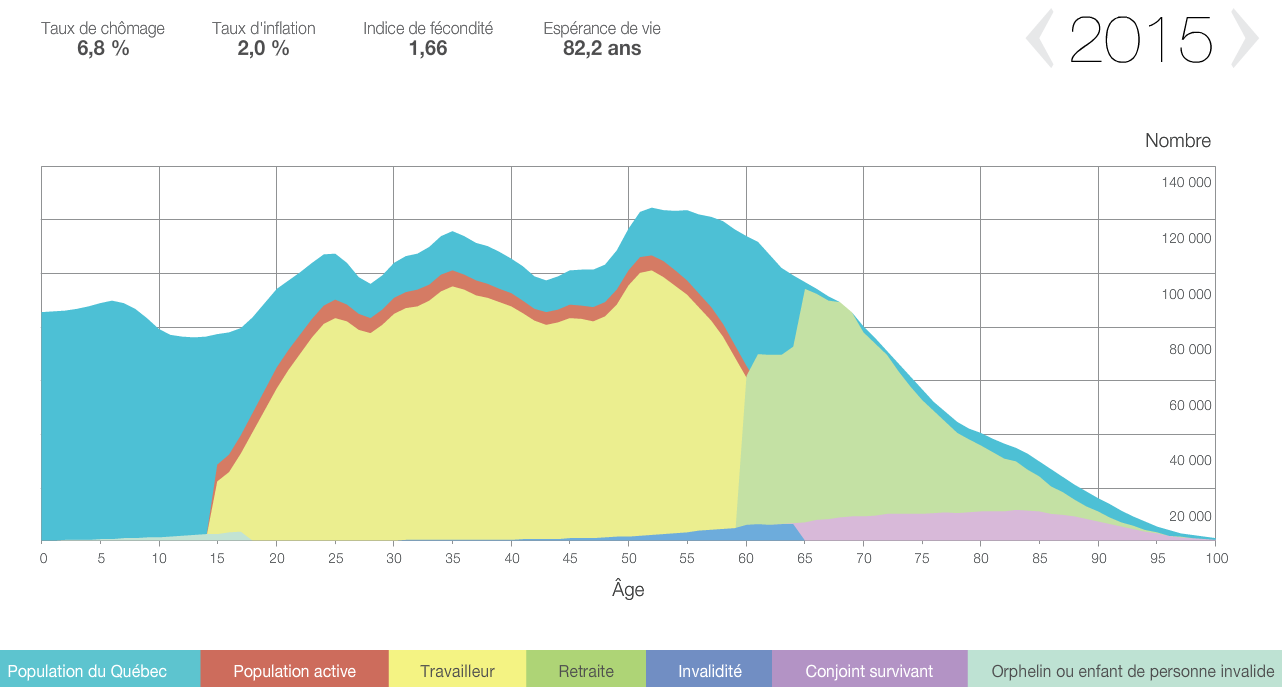 Taux de chômage Taux d'inflation Indice de fécondité Espérance de vie
6,8 % 2,0 % 1,66 82,2 ans
2015
Nombre
140 000
120 000
100 000
80 000
60 000
40 000
20 000
0 5 10 15 20 25 30 35 40 45 50 55 60 65 70 75 80 85 90 95 100
Âge
Population du Québec Population active Travailleur Retraite Invalidité Conjoint survivant Orphelin ou enfant de personne invalide